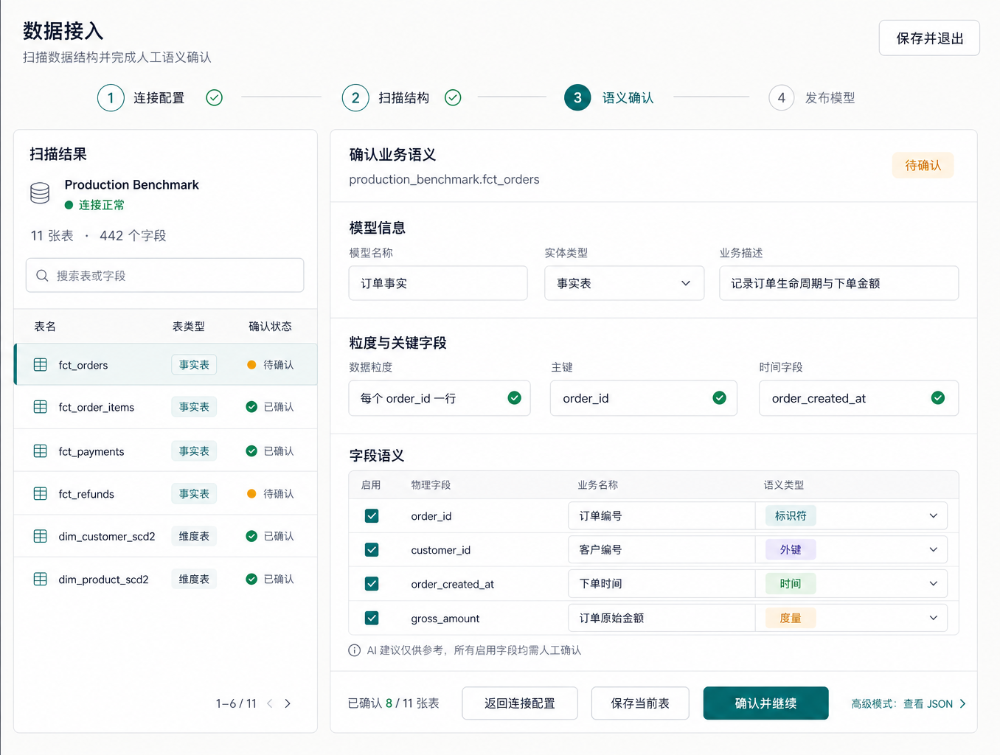 数据接入
扫描数据结构并完成人工语义确认
保存并退出
1 连接配置
2 扫描结构
3 语义确认
4 发布模型
扫描结果
Production Benchmark
连接正常
11 张表 · 442 个字段
搜索表或字段
表名 表类型 确认状态
fct_orders 事实表 待确认
fct_order_items 事实表 已确认
fct_payments 事实表 已确认
fct_refunds 事实表 待确认
dim_customer_scd2 维度表 已确认
dim_product_scd2 维度表 已确认
1–6 / 11
确认业务语义
production_benchmark.fct_orders
待确认
模型信息
模型名称 实体类型 业务描述
订单事实 事实表 记录订单生命周期与下单金额
粒度与关键字段
数据粒度 主键 时间字段
每个 order_id 一行 order_id order_created_at
字段语义
启用 物理字段 业务名称 语义类型
order_id 订单编号 标识符
customer_id 客户编号 外键
order_created_at 下单时间 时间
gross_amount 订单原始金额 度量
AI 建议仅供参考，所有启用字段均需人工确认
已确认 8 / 11 张表
返回连接配置
保存当前表
确认并继续
高级模式：查看 JSON